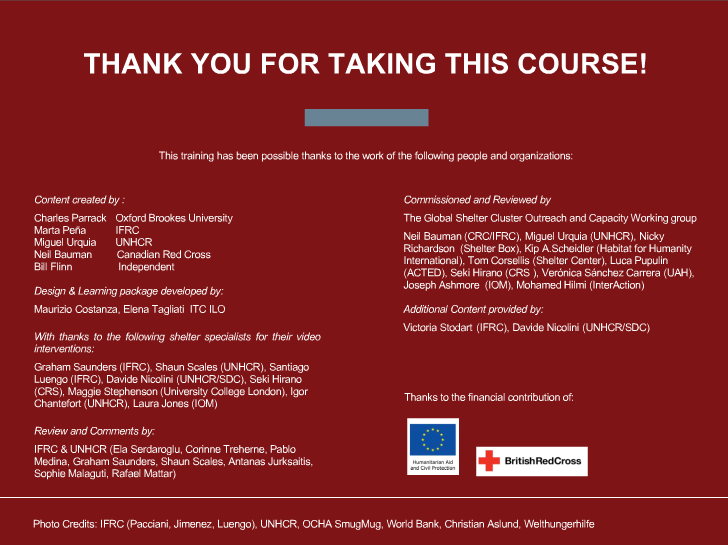 THANK YOU FOR TAKING THIS COURSE!
This training has been possible thanks to the work of the following people and organizations:
Content created by :
Charles Parrack Oxford Brookes University
Marta Peña IFRC
Miguel Urquia UNHCR
Neil Bauman Canadian Red Cross
Bill Flinn Independent
Design & Learning package developed by:
Maurizio Costanza, Elena Tagliati ITC ILO
With thanks to the following shelter specialists for their video
interventions:
Graham Saunders (IFRC), Shaun Scales (UNHCR), Santiago
Luengo (IFRC), Davide Nicolini (UNHCR/SDC), Seki Hirano
(CRS), Maggie Stephenson (University College London), Igor
Chantefort (UNHCR), Laura Jones (IOM)
Review and Comments by:
IFRC & UNHCR (Ela Serdaroglu, Corinne Treherne, Pablo
Medina, Graham Saunders, Shaun Scales, Antanas Jurksaitis,
Sophie Malaguti, Rafael Mattar)
Commissioned and Reviewed by
The Global Shelter Cluster Outreach and Capacity Working group
Neil Bauman (CRC/IFRC), Miguel Urquia (UNHCR), Nicky
Richardson (Shelter Box), Kip A.Scheidler (Habitat for Humanity
International), Tom Corsellis (Shelter Center), Luca Pupulin
(ACTED), Seki Hirano (CRS ), Verónica Sánchez Carrera (UAH),
Joseph Ashmore (IOM), Mohamed Hilmi (InterAction)
Additional Content provided by:
Victoria Stodart (IFRC), Davide Nicolini (UNHCR/SDC)
Thanks to the financial contribution of:
Humanitarian Aid
and Civil Protection
BritishRedCross
Photo Credits: IFRC (Pacciani, Jimenez, Luengo), UNHCR, OCHA SmugMug, World Bank, Christian Aslund, Welthungerhilfe